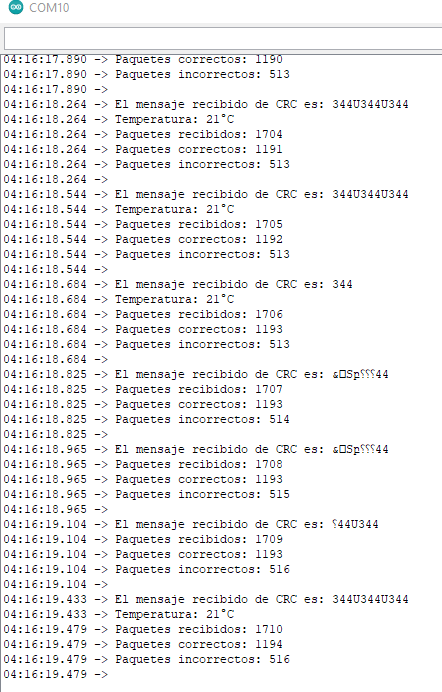 COM10
04:16:17.890 -> Paquetes correctos: 1190
04:16:17.890 -> Paquetes incorrectos: 513
04:16:17.890 ->
04:16:18.264 -> El mensaje recibido de CRC es: 344U344U344
04:16:18.264 -> Temperatura: 21°C
04:16:18.264 -> Paquetes recibidos: 1704
04:16:18.264 -> Paquetes correctos: 1191
04:16:18.264 -> Paquetes incorrectos: 513
04:16:18.264 ->
04:16:18.544 -> El mensaje recibido de CRC es: 344U344U344
04:16:18.544 -> Temperatura: 21°C
04:16:18.544 -> Paquetes recibidos: 1705
04:16:18.544 -> Paquetes correctos: 1192
04:16:18.544 -> Paquetes incorrectos: 513
04:16:18.544 ->
04:16:18.684 -> El mensaje recibido de CRC es: 344
04:16:18.684 -> Temperatura: 21°C
04:16:18.684 -> Paquetes recibidos: 1706
04:16:18.684 -> Paquetes correctos: 1193
04:16:18.684 -> Paquetes incorrectos: 513
04:16:18.684 ->
04:16:18.825 -> El mensaje recibido de CRC es: &□Sp⸮⸮⸮44
04:16:18.825 -> Paquetes recibidos: 1707
04:16:18.825 -> Paquetes correctos: 1193
04:16:18.825 -> Paquetes incorrectos: 514
04:16:18.825 ->
04:16:18.965 -> El mensaje recibido de CRC es: &□Sp⸮⸮⸮44
04:16:18.965 -> Paquetes recibidos: 1708
04:16:18.965 -> Paquetes correctos: 1193
04:16:18.965 -> Paquetes incorrectos: 515
04:16:18.965 ->
04:16:19.104 -> El mensaje recibido de CRC es: ⸮44U344
04:16:19.104 -> Paquetes recibidos: 1709
04:16:19.104 -> Paquetes correctos: 1193
04:16:19.104 -> Paquetes incorrectos: 516
04:16:19.104 ->
04:16:19.433 -> El mensaje recibido de CRC es: 344U344U344
04:16:19.433 -> Temperatura: 21°C
04:16:19.479 -> Paquetes recibidos: 1710
04:16:19.479 -> Paquetes correctos: 1194
04:16:19.479 -> Paquetes incorrectos: 516
04:16:19.479 ->